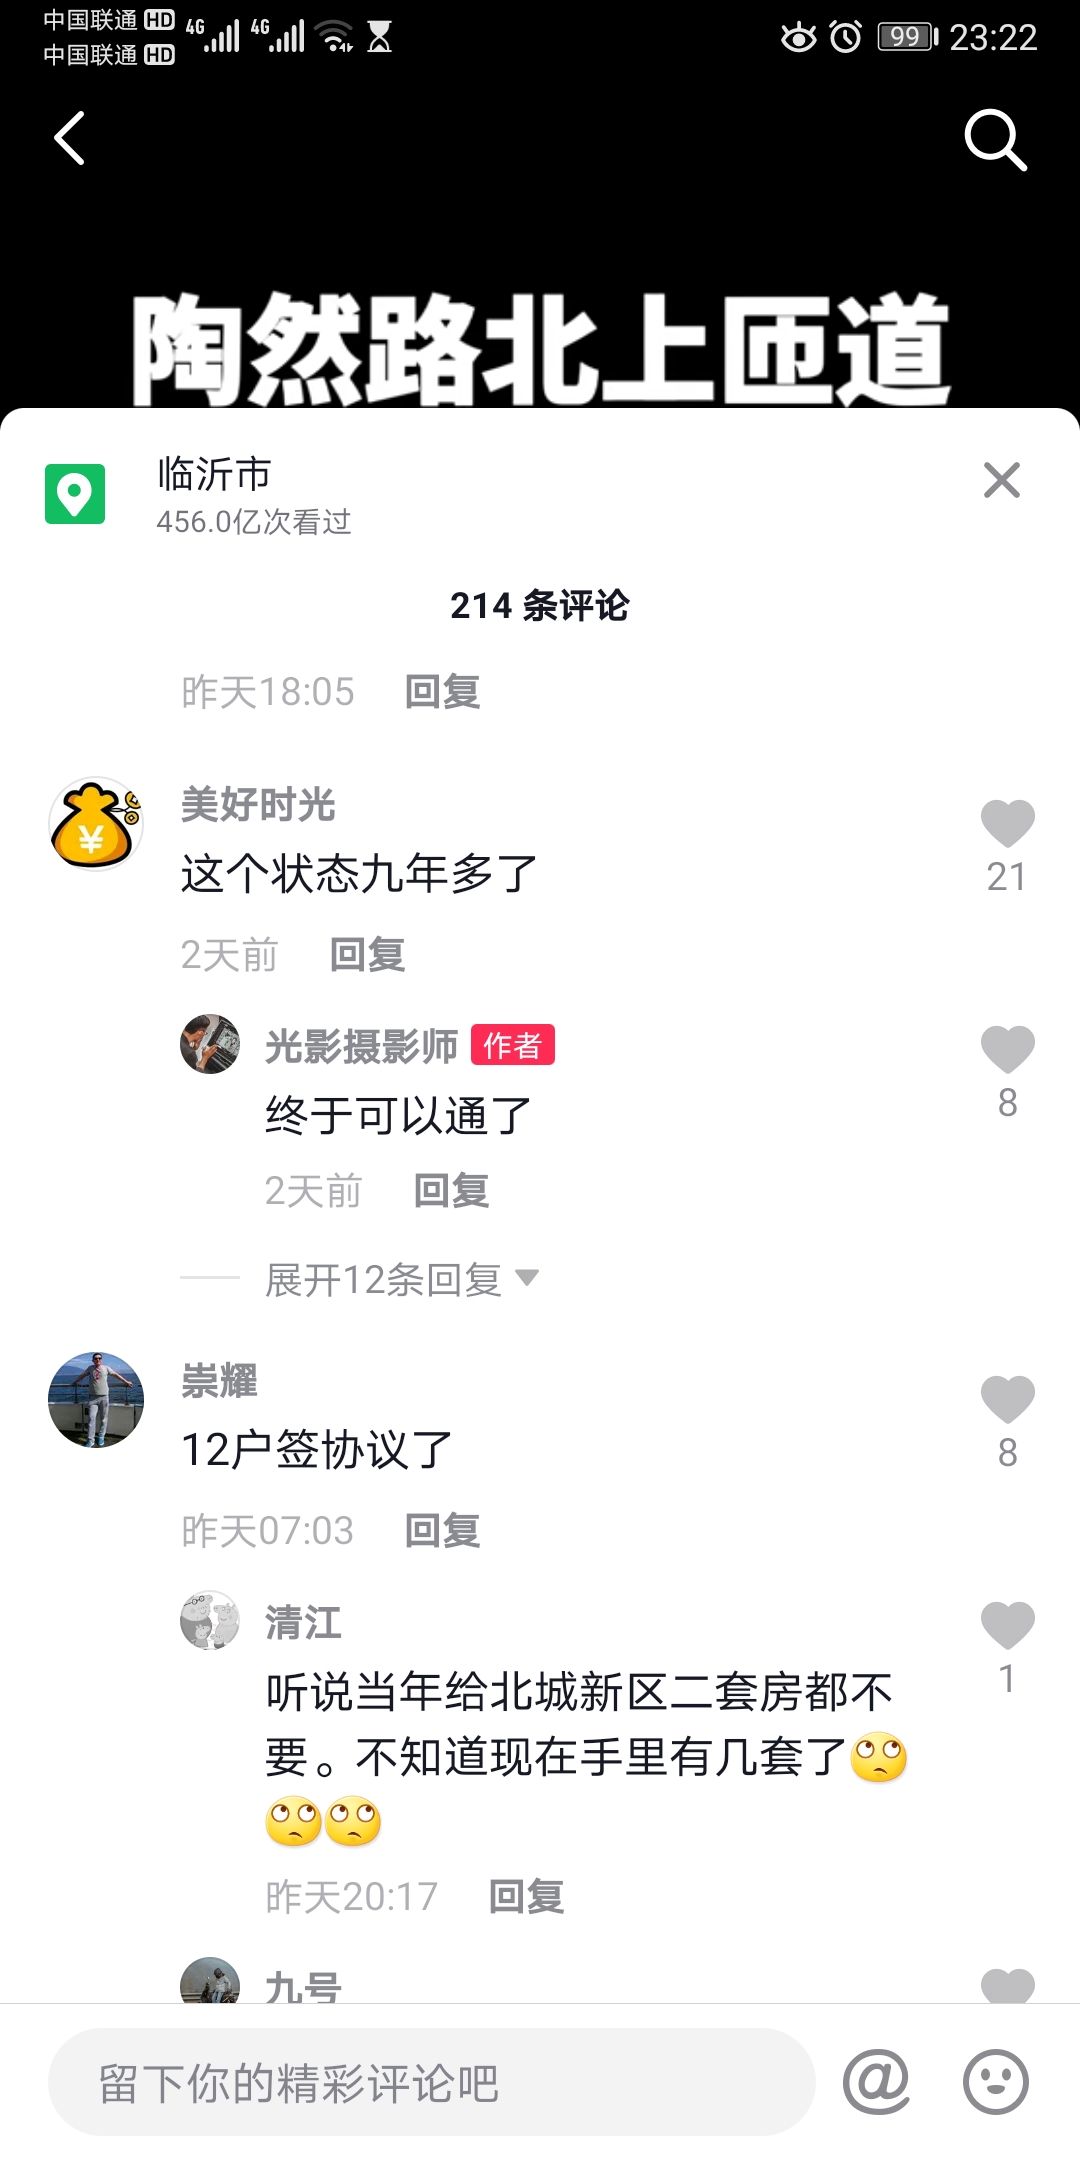 中国联通 HD 4G 4G 99 23:22
中国联通 HD
陶然路北上匝道
临沂市
456.0亿次看过
214 条评论
昨天18:05 回复
美好时光
这个状态九年多了
21
2天前 回复
光影摄影师 作者
终于可以通了
8
2天前 回复
展开12条回复
崇耀
12户签协议了
8
昨天07:03 回复
清江
听说当年给北城新区二套房都不
要。不知道现在手里有几套了🙄
🙄🙄
1
昨天20:17 回复
九号
留下你的精彩评论吧 @